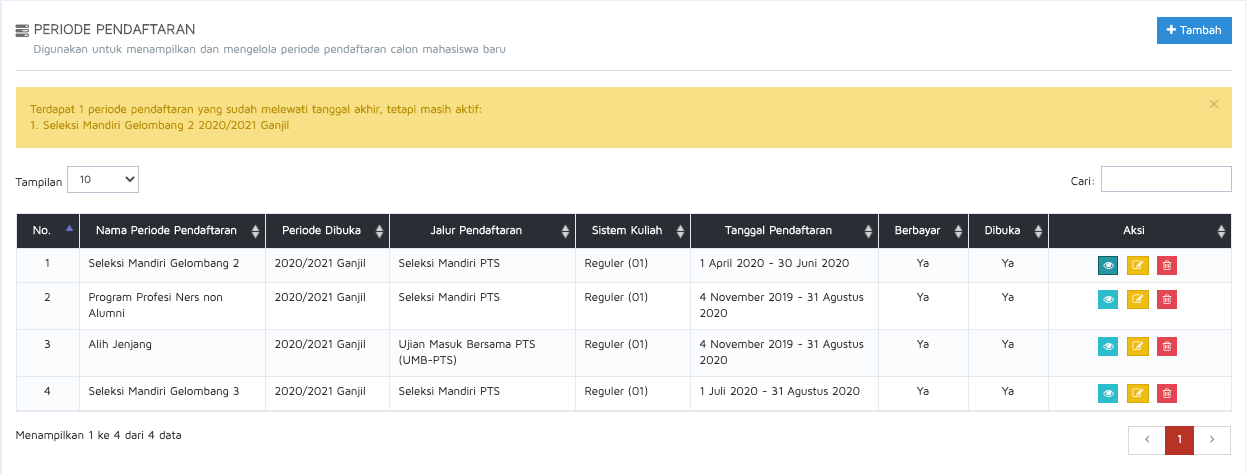 PERIODE PENDAFTARAN
Digunakan untuk menampilkan dan mengelola periode pendaftaran calon mahasiswa baru
Tambah
Terdapat 1 periode pendaftaran yang sudah melewati tanggal akhir, tetapi masih aktif:
1. Seleksi Mandiri Gelombang 2 2020/2021 Ganjil
×
Tampilan 10
Cari:
No. Nama Periode Pendaftaran Periode Dibuka Jalur Pendaftaran Sistem Kuliah Tanggal Pendaftaran Berbayar Dibuka Aksi
1 Seleksi Mandiri Gelombang 2 2020/2021 Ganjil Seleksi Mandiri PTS Reguler (01) 1 April 2020 - 30 Juni 2020 Ya Ya
2 Program Profesi Ners non 2020/2021 Ganjil Seleksi Mandiri PTS Reguler (01) 4 November 2019 - 31 Agustus Ya Ya
Alumni 2020
3 Alih Jenjang 2020/2021 Ganjil Ujian Masuk Bersama PTS Reguler (01) 4 November 2019 - 31 Agustus Ya Ya
(UMB-PTS) 2020
4 Seleksi Mandiri Gelombang 3 2020/2021 Ganjil Seleksi Mandiri PTS Reguler (01) 1 Juli 2020 - 31 Agustus 2020 Ya Ya
Menampilkan 1 ke 4 dari 4 data
‹ 1 ›